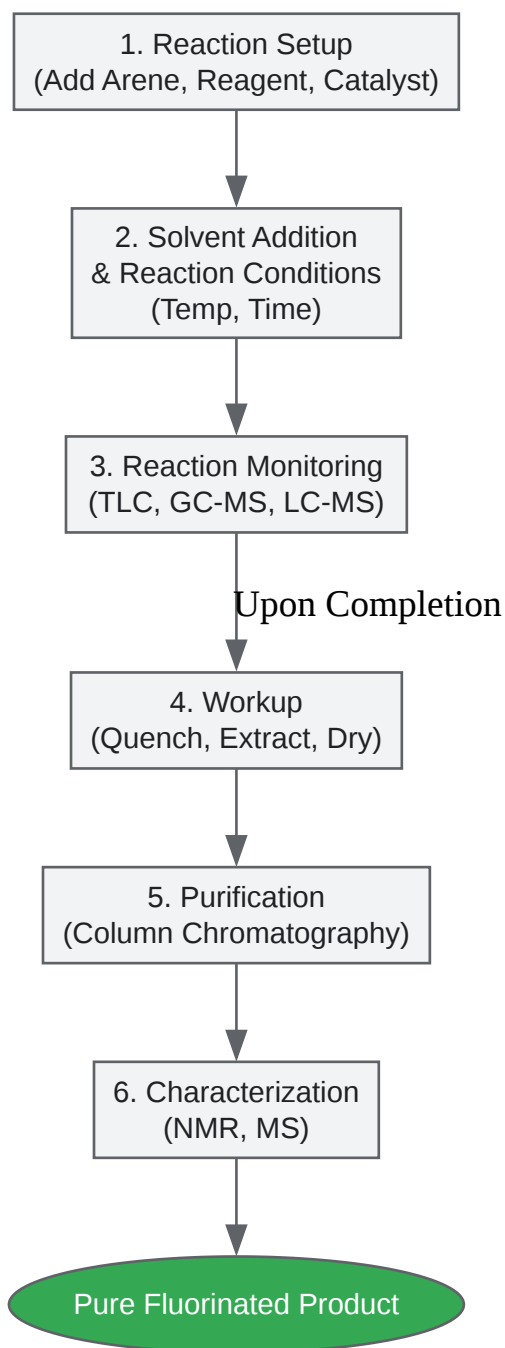 1. Reaction Setup
(Add Arene, Reagent, Catalyst)
2. Solvent Addition
& Reaction Conditions
(Temp, Time)
3. Reaction Monitoring
(TLC, GC-MS, LC-MS)
Upon Completion
4. Workup
(Quench, Extract, Dry)
5. Purification
(Column Chromatography)
6. Characterization
(NMR, MS)
Pure Fluorinated Product